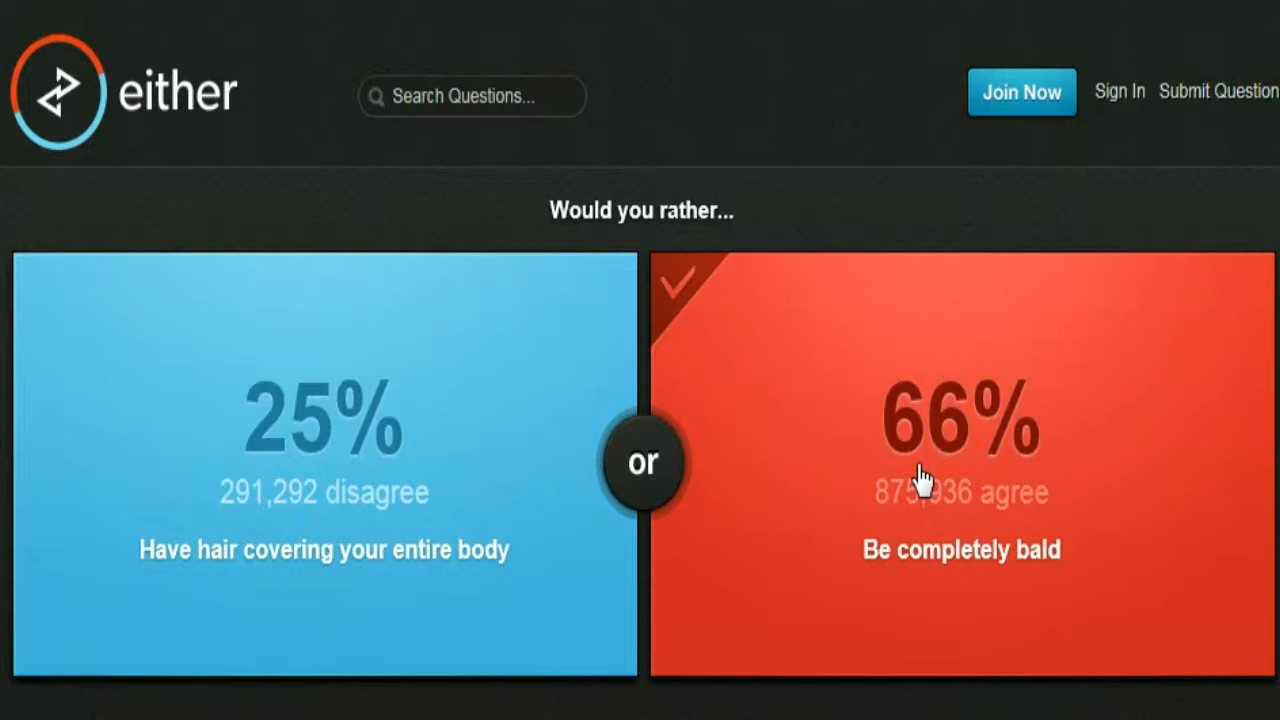 either
Search Questions...
Join Now
Sign In
Submit Question
Would you rather...
25%
291,292 disagree
Have hair covering your entire body
or
66%
agree
Be completely bald